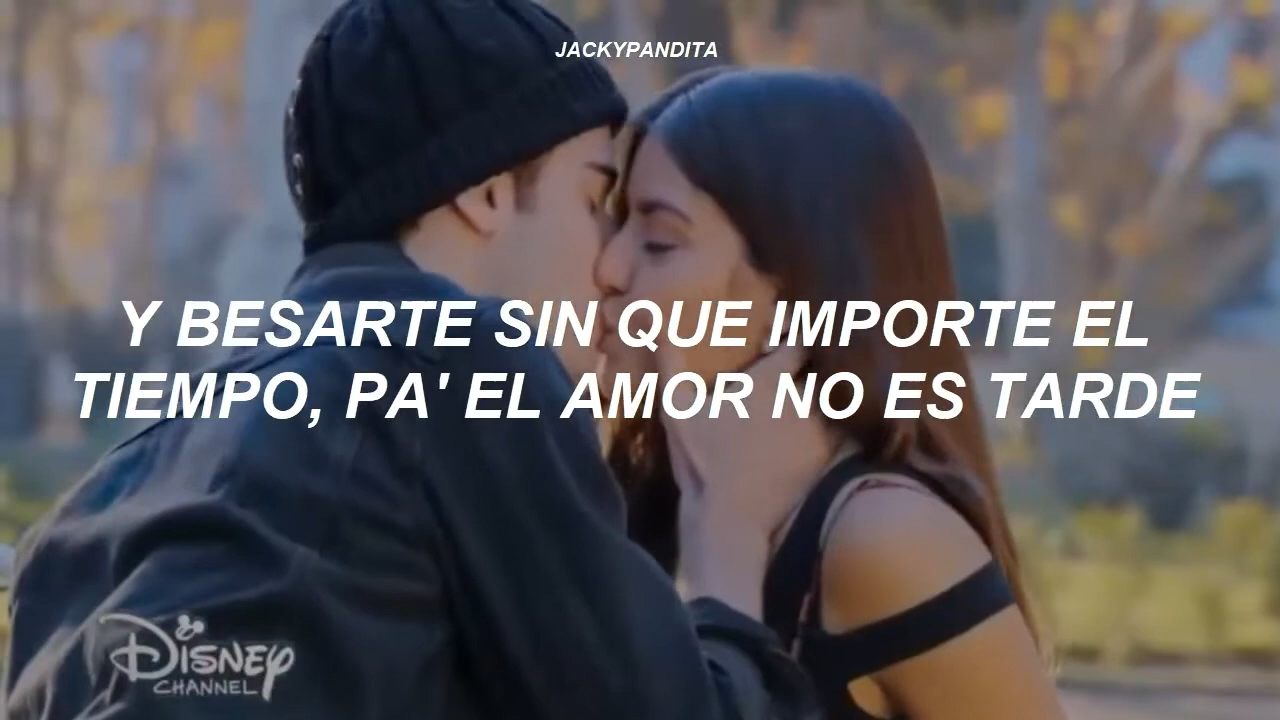 JACKYPANDITA
Y BESARTE SIN QUE IMPORTE EL
TIEMPO, PA' EL AMOR NO ES TARDE
DISNEY
CHANNEL